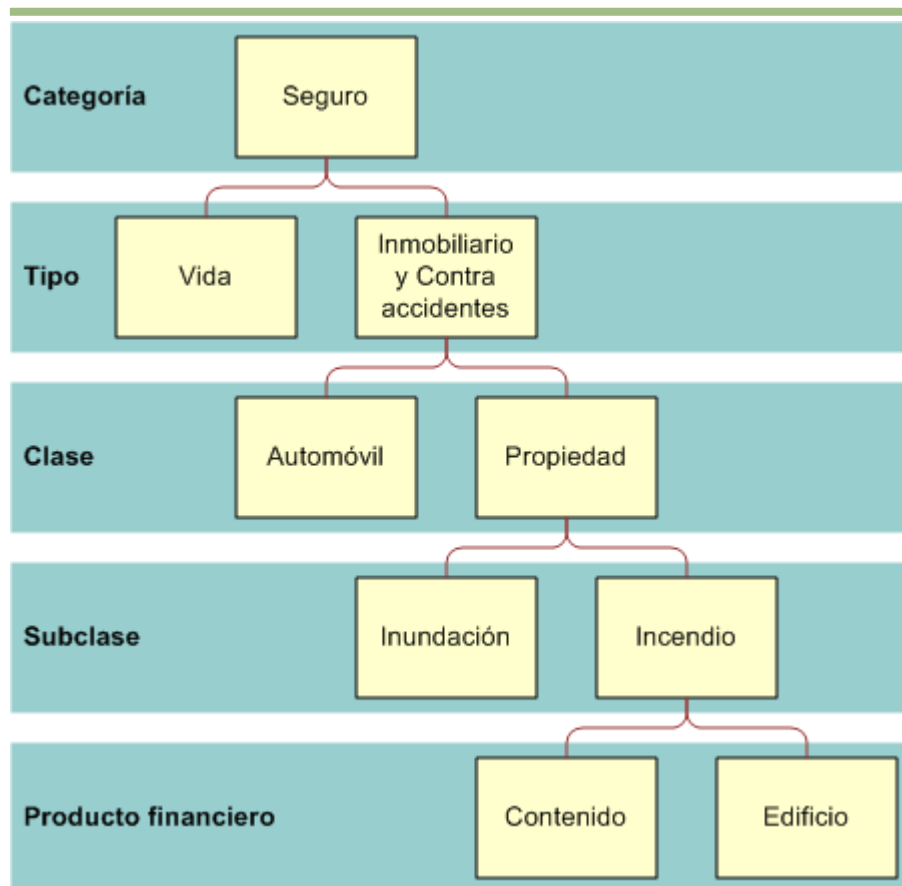 Categoría
Seguro
Tipo
Vida
Inmobiliario
y Contra
accidentes
Clase
Automóvil
Propiedad
Subclase
Inundación
Incendio
Producto financiero
Contenido
Edificio